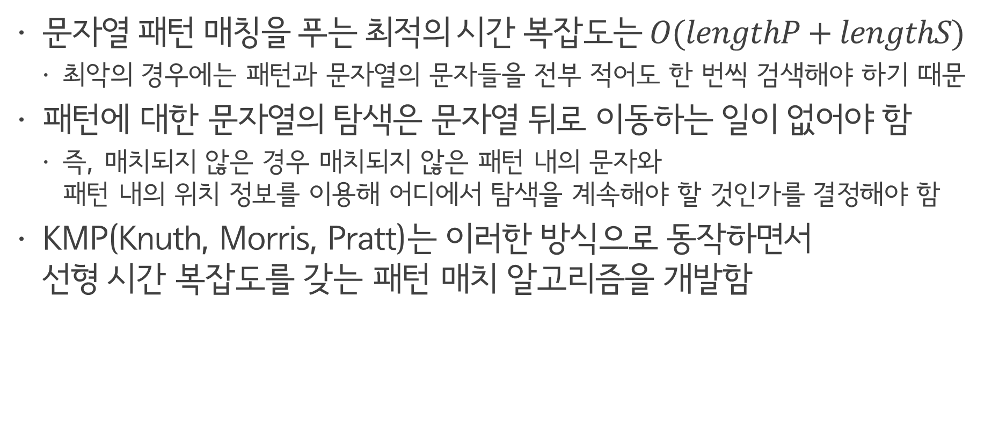 · 문자열 패턴 매칭을 푸는 최적의 시간 복잡도는 O(lengthP + lengthS)
· 최악의 경우에는 패턴과 문자열의 문자들을 전부 적어도 한 번씩 검색해야 하기 때문
· 패턴에 대한 문자열의 탐색은 문자열 뒤로 이동하는 일이 없어야 함
· 즉, 매치되지 않은 경우 매치되지 않은 패턴 내의 문자와
패턴 내의 위치 정보를 이용해 어디에서 탐색을 계속해야 할 것인가를 결정해야 함
· KMP(Knuth, Morris, Pratt)는 이러한 방식으로 동작하면서
선형 시간 복잡도를 갖는 패턴 매치 알고리즘을 개발함